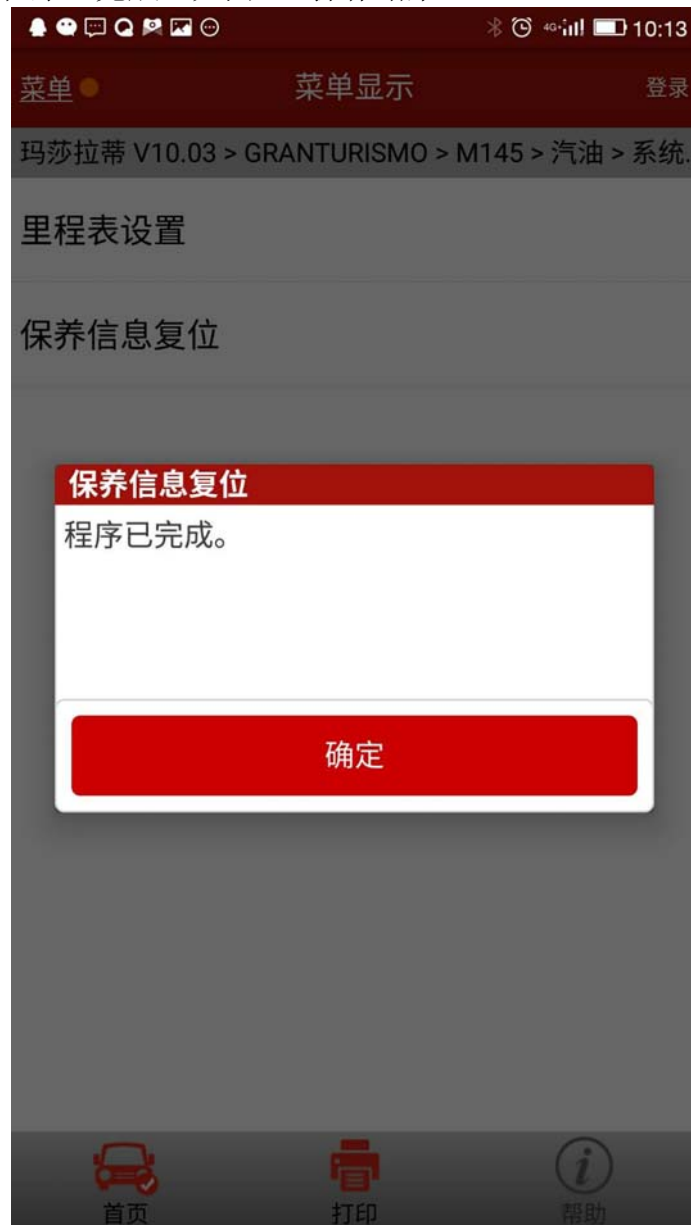 10:13
菜单
菜单显示
登录
玛莎拉蒂 V10.03 > GRANTURISMO > M145 > 汽油 > 系统.
里程表设置
保养信息复位
保养信息复位
程序已完成。
确定
首页
打印
帮助